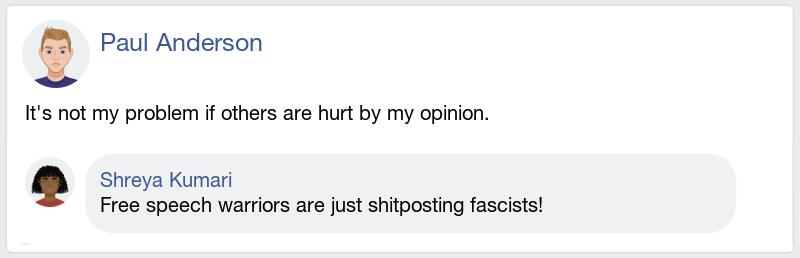 Paul Anderson
It's not my problem if others are hurt by my opinion.
Shreya Kumari
Free speech warriors are just shitposting fascists!